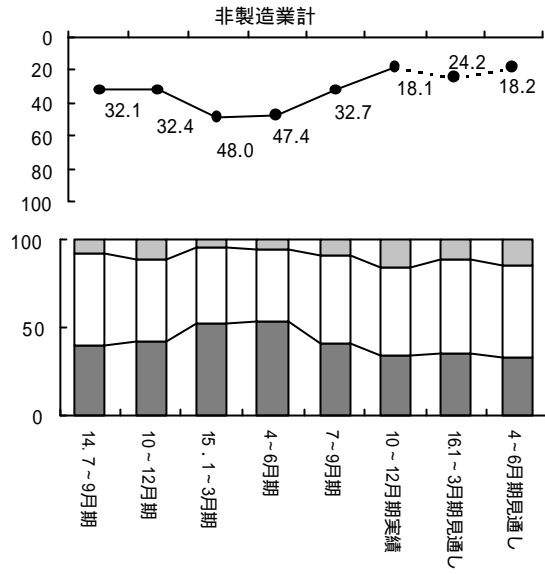 非製造業計
0
20
40
60
80
100
32.1
32.4
48.0
47.4
32.7
18.1
24.2
18.2
100
50
0
14. 7~9月期
10~12月期
15. 1~3月期
4~6月期
7~9月期
10~12月期実績
16.1~3月期見通し
4~6月期見通し